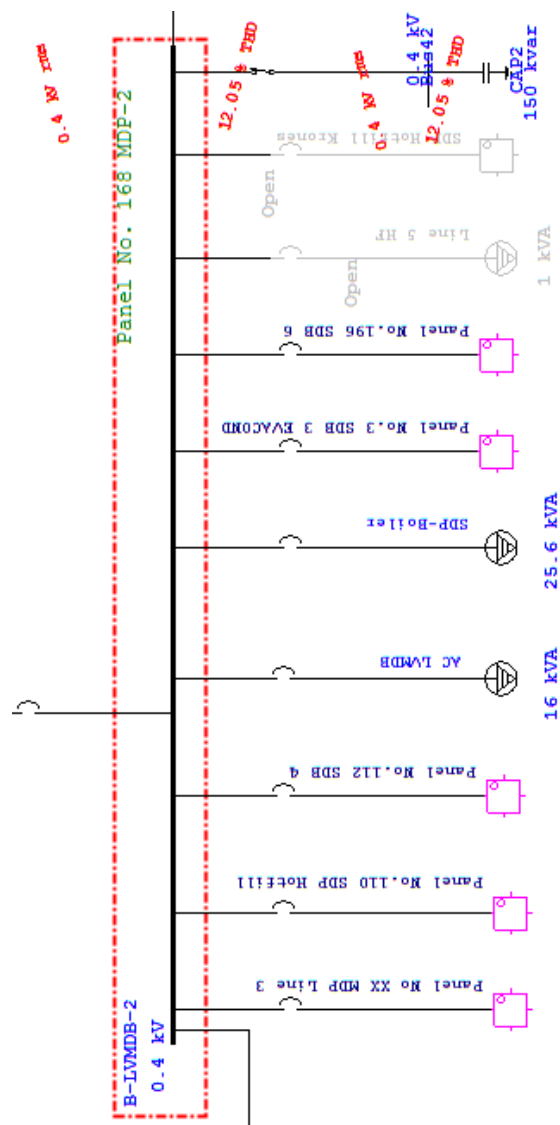 0.4 kV rms
12.05 % THD
0.4 kV rms
0.4 kV
Bus42
12.05 % THD
CAP2
150 kvar
Panel No. 168 MDP-2
SDP Hotfill Krones
Open
Line 5 HF
Open
1 kVA
Panel No.196 SDB 6
Panel No.3 SDB 3 EVACOND
SDP-Boiler
25.6 kVA
AC LVMDB
16 kVA
Panel No.112 SDB 4
Panel No.110 SDP Hotfill
Panel No XX MDP Line 3
B-LVMDB-2
0.4 kV